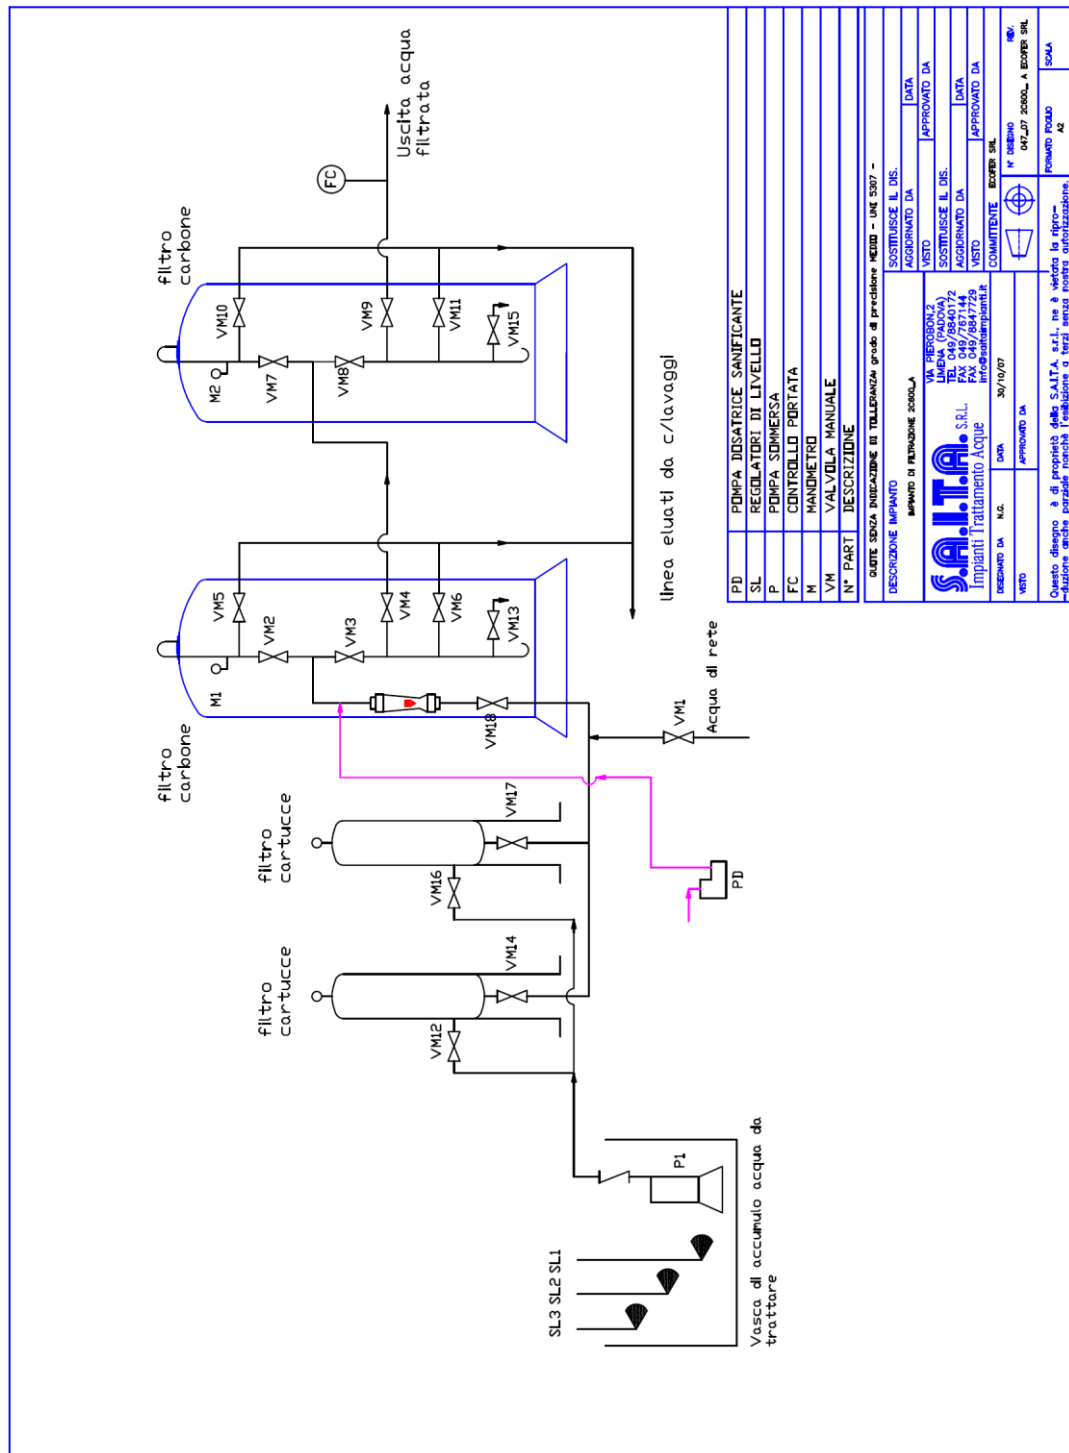 filtro
carbone
filtro
carbone
filtro
cartucce
filtro
cartucce
FC
Uscita acqua
filtrata
M1
VM5
VM2
VM3
VM4
VM6
VM13
VM18
M2
VM10
VM7
VM8
VM9
VM11
VM15
VM12
VM14
VM16
VM17
VM1
Acqua di rete
PD
P1
SL3 SL2 SL1
Vasca di accumulo acqua da
trattare
linea eluati da c/lavaggi
PD POMPA DOSATRICE SANIFICANTE
SL REGOLATORI DI LIVELLO
P POMPA SOMMERSA
FC CONTROLLO PORTATA
M MANOMETRO
VM VALVOLA MANUALE
N° PART DESCRIZIONE
QUOTE SENZA INDICAZIONE DI TOLLERANZA: grado di precisione MEDIO - UNI 5307 -
DESCRIZIONE IMPIANTO
IMPIANTO DI FILTRAZIONE 2C600_A
SOSTITUISCE IL DIS.
AGGIORNATO DA DATA
VISTO APPROVATO DA
SOSTITUISCE IL DIS.
AGGIORNATO DA DATA
VISTO APPROVATO DA
S.A.I.T.A. S.R.L.
Impianti Trattamento Acque
VIA PIEROBON,2
LIMENA (PADOVA)
TEL 049/8840172
FAX 049/767144
FAX 049/8847729
info@saitaimpianti.it
COMMITTENTE ECOFER SRL
DISEGNATO DA N.G. DATA 30/10/07
VISTO APPROVATO DA
N° DISEGNO REV.
047_07 2C600_ A ECOFER SRL
FORMATO FOGLIO SCALA
A2
Questo disegno è di proprietà della S.A.I.T.A. s.r.l., ne è vietata la ripro-
-duzione anche parziale nonchè l'esibizione a terzi senza nostra autorizzazione.